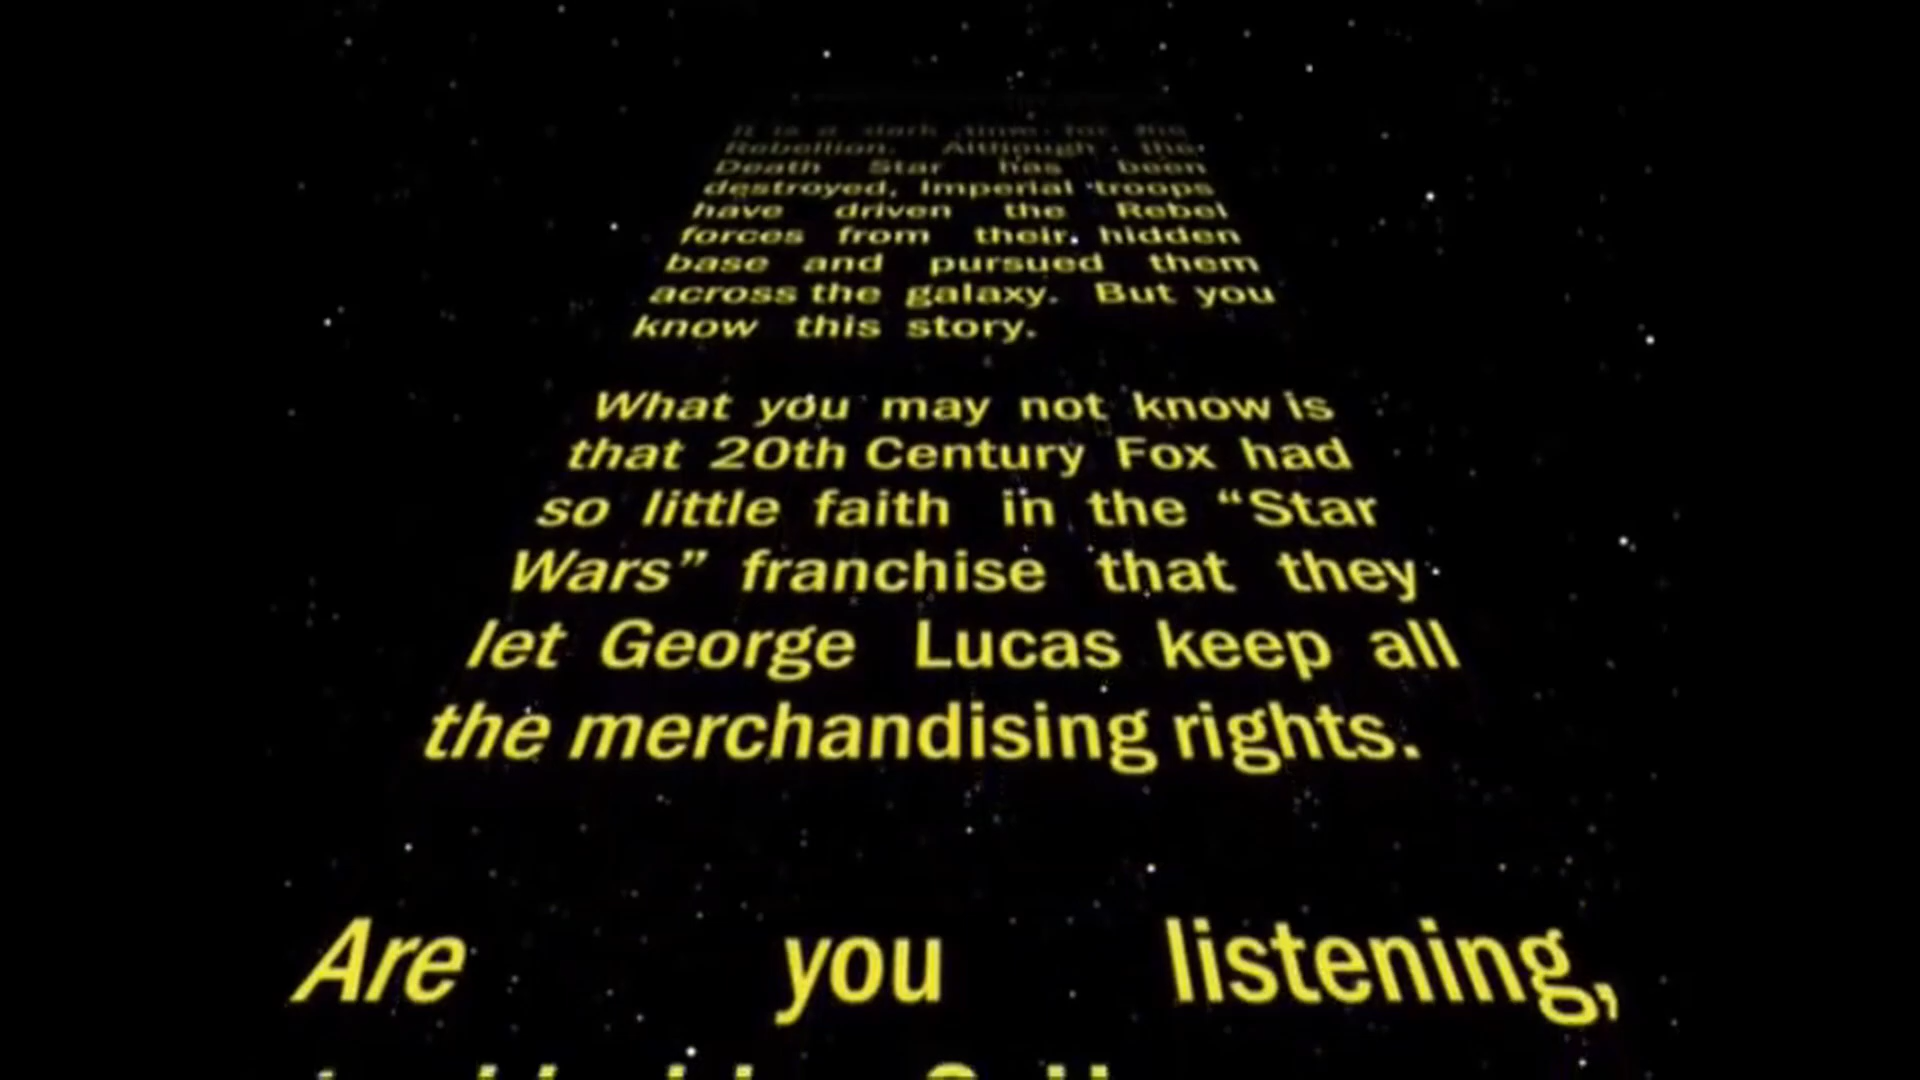 It is a dark time for the
Rebellion. Although the
Death Star has been
destroyed, Imperial troops
have driven the Rebel
forces from their hidden
base and pursued them
across the galaxy. But you
know this story.
What you may not know is
that 20th Century Fox had
so little faith in the “Star
Wars” franchise that they
let George Lucas keep all
the merchandising rights.
Are you listening,